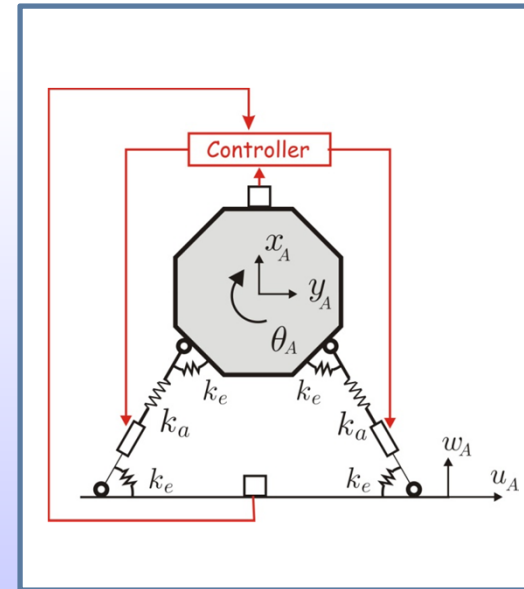 Controller
x_A
y_A
θ_A
k_e k_e
k_a k_a
w_A
k_e k_e u_A